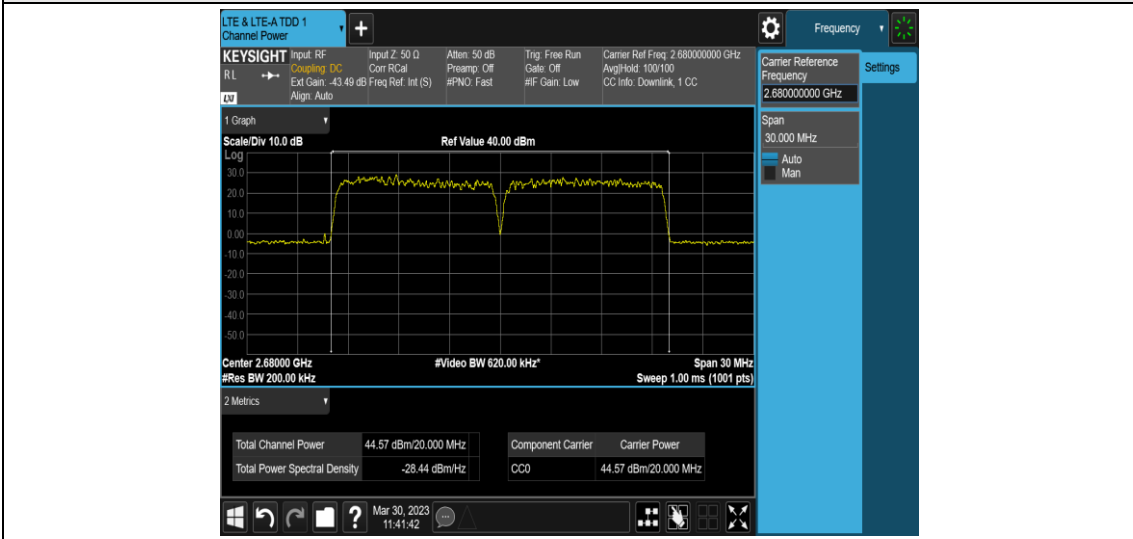 LTE & LTE-A TDD 1
Channel Power
Frequency
KEYSIGHT
R L
LXI
Input: RF
Coupling: DC
Ext Gain: -43.49 dB
Align: Auto
Input Z: 50 Ω
Corr RCal
Freq Ref: Int (S)
Atten: 50 dB
Preamp: Off
#PNO: Fast
Trig: Free Run
Gate: Off
#IF Gain: Low
Carrier Ref Freq: 2.680000000 GHz
Avg|Hold: 100/100
CC Info: Downlink, 1 CC
Carrier Reference
Frequency
2.680000000 GHz
Settings
Span
30.000 MHz
Auto
Man
1 Graph
Scale/Div 10.0 dB
Ref Value 40.00 dBm
Log
30.0
20.0
10.0
0.00
-10.0
-20.0
-30.0
-40.0
-50.0
Center 2.68000 GHz
#Video BW 620.00 kHz*
Span 30 MHz
#Res BW 200.00 kHz
Sweep 1.00 ms (1001 pts)
2 Metrics
Total Channel Power 44.57 dBm/20.000 MHz
Total Power Spectral Density -28.44 dBm/Hz
Component Carrier Carrier Power
CC0 44.57 dBm/20.000 MHz
?
Mar 30, 2023
11:41:42